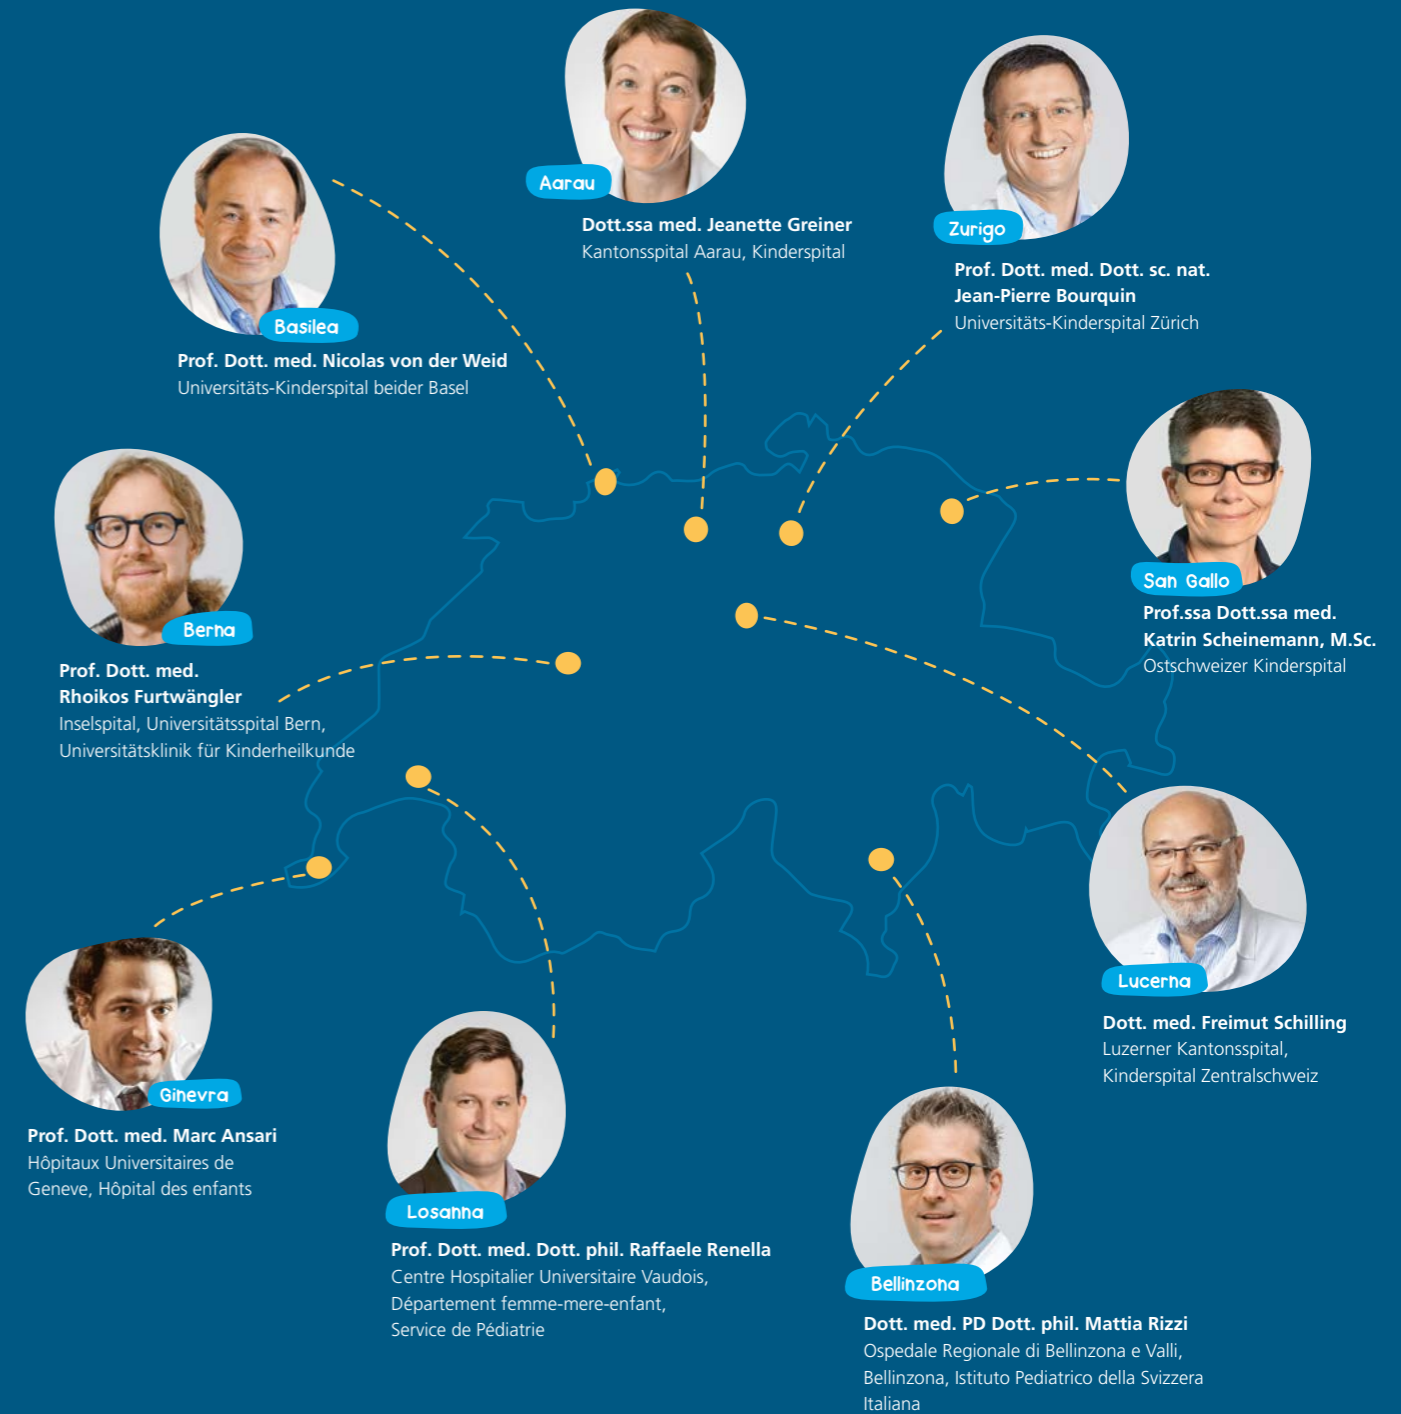 Aarau
Dott.ssa med. Jeanette Greiner
Kantonsspital Aarau, Kinderspital
Zurigo
Prof. Dott. med. Dott. sc. nat.
Jean-Pierre Bourquin
Universitäts-Kinderspital Zürich
Basilea
Prof. Dott. med. Nicolas von der Weid
Universitäts-Kinderspital beider Basel
San Gallo
Prof.ssa Dott.ssa med.
Katrin Scheinemann, M.Sc.
Ostschweizer Kinderspital
Berna
Prof. Dott. med.
Rhoikos Furtwängler
Inselspital, Universitätsspital Bern,
Universitätsklinik für Kinderheilkunde
Lucerna
Dott. med. Freimut Schilling
Luzerner Kantonsspital,
Kinderspital Zentralschweiz
Ginevra
Prof. Dott. med. Marc Ansari
Hôpitaux Universitaires de
Geneve, Hôpital des enfants
Losanna
Prof. Dott. med. Dott. phil. Raffaele Renella
Centre Hospitalier Universitaire Vaudois,
Département femme-mere-enfant,
Service de Pédiatrie
Bellinzona
Dott. med. PD Dott. phil. Mattia Rizzi
Ospedale Regionale di Bellinzona e Valli,
Bellinzona, Istituto Pediatrico della Svizzera
Italiana